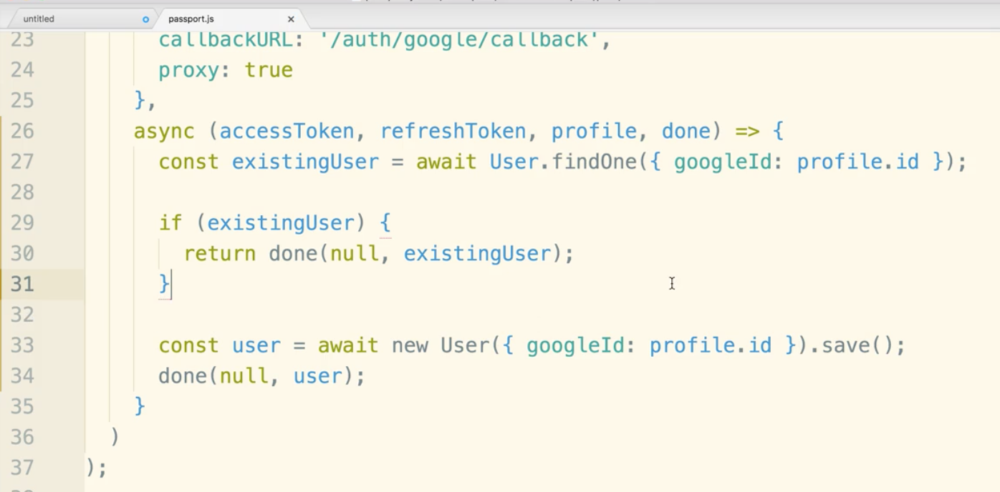 untitled passport.js
23 callbackURL: '/auth/google/callback',
24 proxy: true
25 },
26 async (accessToken, refreshToken, profile, done) => {
27 const existingUser = await User.findOne({ googleId: profile.id });
28
29 if (existingUser) {
30 return done(null, existingUser);
31 }
32
33 const user = await new User({ googleId: profile.id }).save();
34 done(null, user);
35 }
36 )
37 );